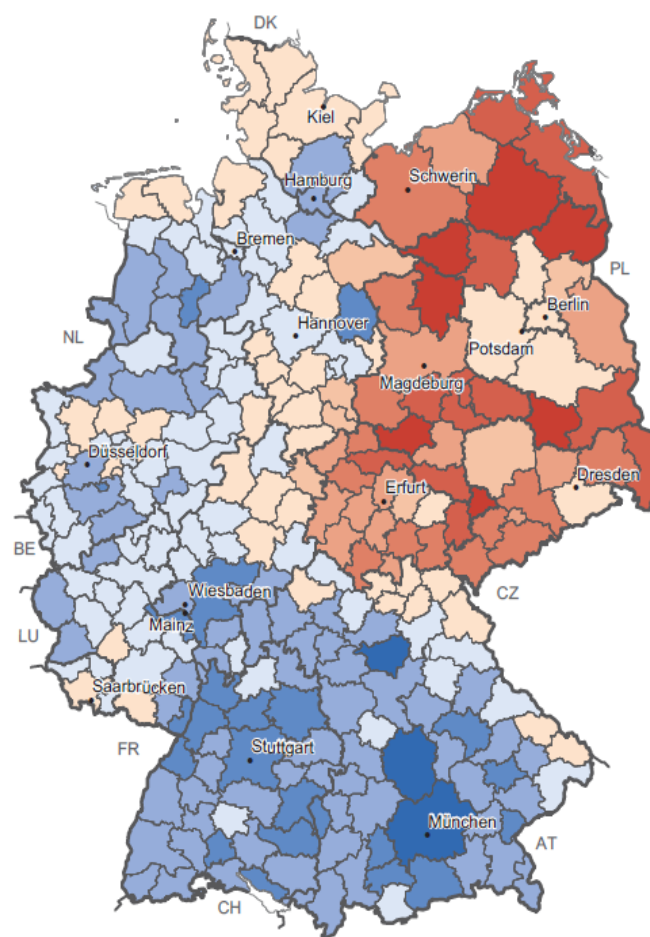 DK
Kiel
Hamburg
Schwerin
Bremen
PL
Berlin
NL
Hannover
Potsdam
Magdeburg
Düsseldorf
Dresden
Erfurt
BE
Wiesbaden
CZ
LU
Mainz
Saarbrücken
FR
Stuttgart
München
AT
CH